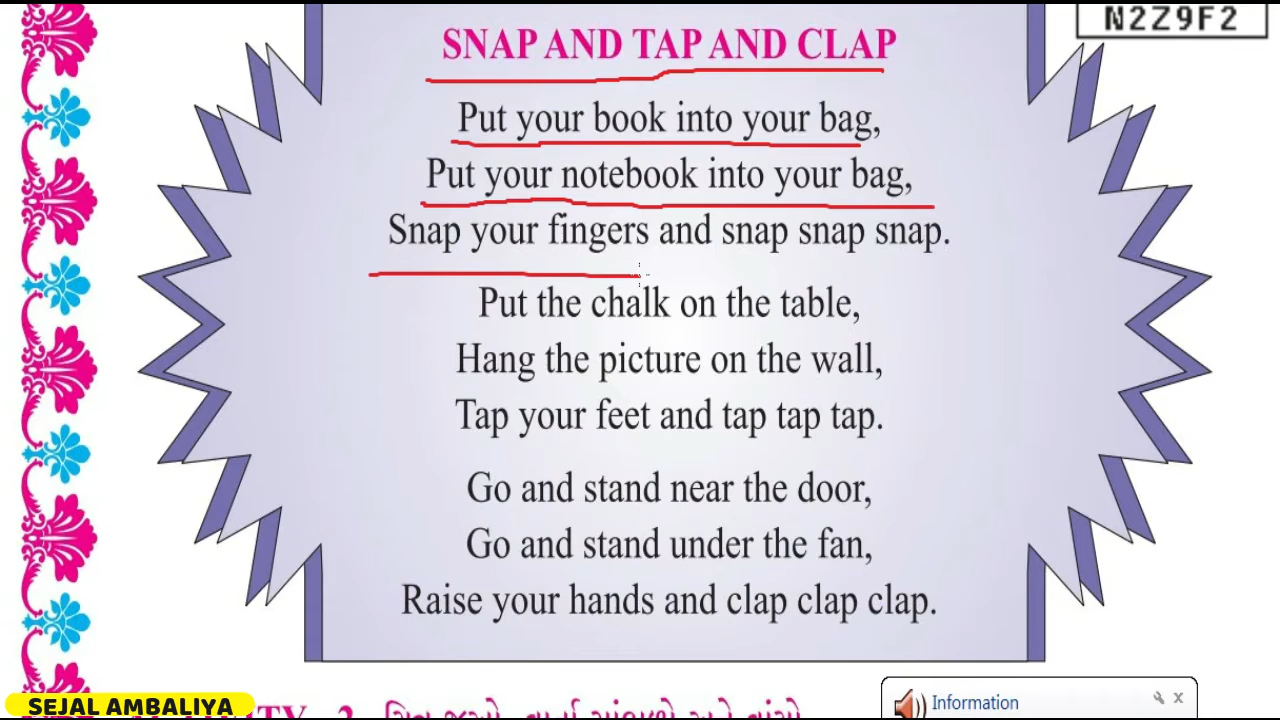 N2Z9F2
SNAP AND TAP AND CLAP
Put your book into your bag,
Put your notebook into your bag,
Snap your fingers and snap snap snap.
Put the chalk on the table,
Hang the picture on the wall,
Tap your feet and tap tap tap.
Go and stand near the door,
Go and stand under the fan,
Raise your hands and clap clap clap.
SEJAL AMBALIYA
Information